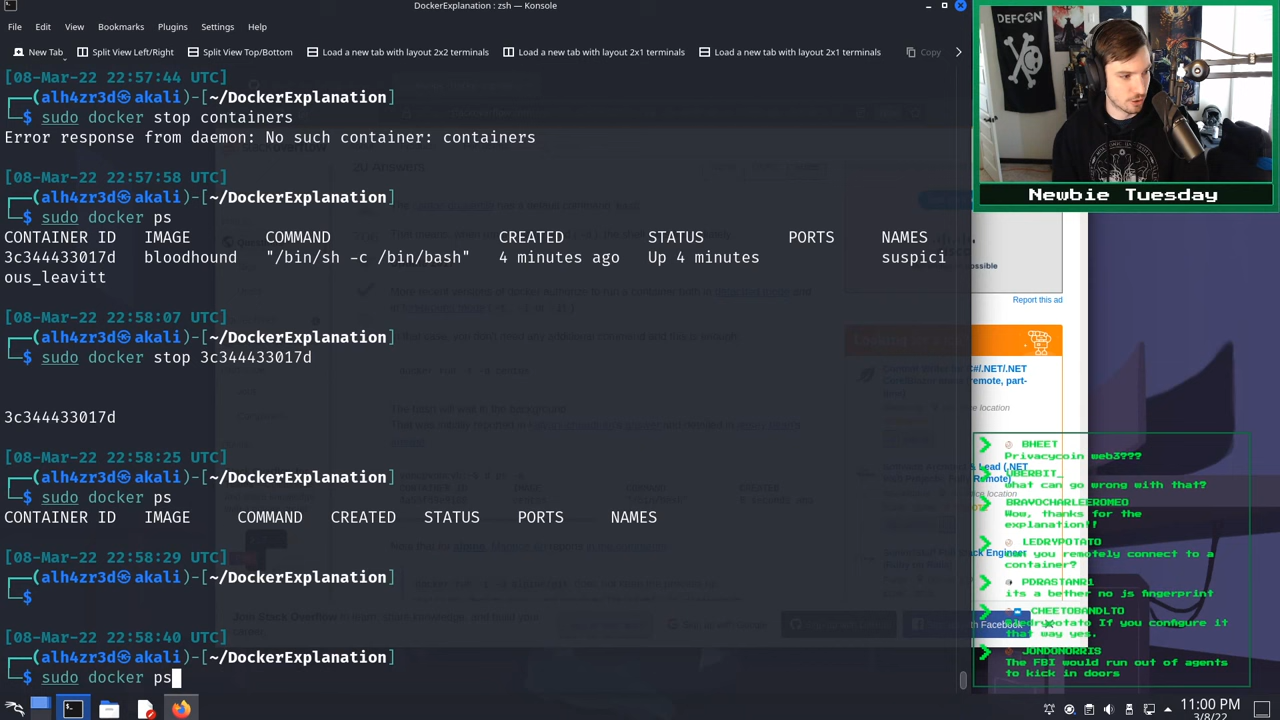 DockerExplanation : zsh — Konsole
File Edit View Bookmarks Plugins Settings Help
New Tab Split View Left/Right Split View Top/Bottom Load a new tab with layout 2x2 terminals Load a new tab with layout 2x1 terminals Load a new tab with layout 2x1 terminals Copy
[08-Mar-22 22:57:44 UTC]
┌──(alh4zr3d㉿akali)-[~/DockerExplanation]
└─$ sudo docker stop containers
Error response from daemon: No such container: containers
[08-Mar-22 22:57:58 UTC]
┌──(alh4zr3d㉿akali)-[~/DockerExplanation]
└─$ sudo docker ps
CONTAINER ID IMAGE COMMAND CREATED STATUS PORTS NAMES
3c344433017d bloodhound "/bin/sh -c /bin/bash" 4 minutes ago Up 4 minutes suspici
ous_leavitt
[08-Mar-22 22:58:07 UTC]
┌──(alh4zr3d㉿akali)-[~/DockerExplanation]
└─$ sudo docker stop 3c344433017d
3c344433017d
[08-Mar-22 22:58:23 UTC]
┌──(alh4zr3d㉿akali)-[~/DockerExplanation]
└─$ sudo docker ps
CONTAINER ID IMAGE COMMAND CREATED STATUS PORTS NAMES
[08-Mar-22 22:58:29 UTC]
┌──(alh4zr3d㉿akali)-[~/DockerExplanation]
└─$
[08-Mar-22 22:58:40 UTC]
┌──(alh4zr3d㉿akali)-[~/DockerExplanation]
└─$ sudo docker ps
DEFCON
Newbie Tuesday
Report this ad
BHEET
Privacycoin web3???
UBERBIT_
what can go wrong with that?
BRAVOCHARLEEROMEO
Wow, thanks for the
explanation!!
LEDRYPOTATO
you remotely connect to a
container?
PDRASTANR1
its a bether no js fingerprint
CHEETOBANDLTO
@ledrypotato If you configure it
that way yes.
JONDONORRIS
The FBI would run out of agents
to kick in doors
11:00 PM
3/8/22